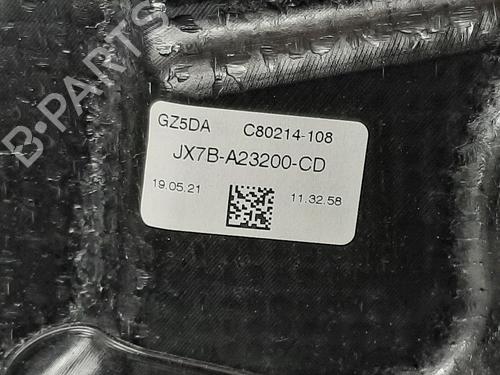 B-PARTS
GZ5DA C80214-108
JX7B-A23200-CD
19.05.21 11.32.58